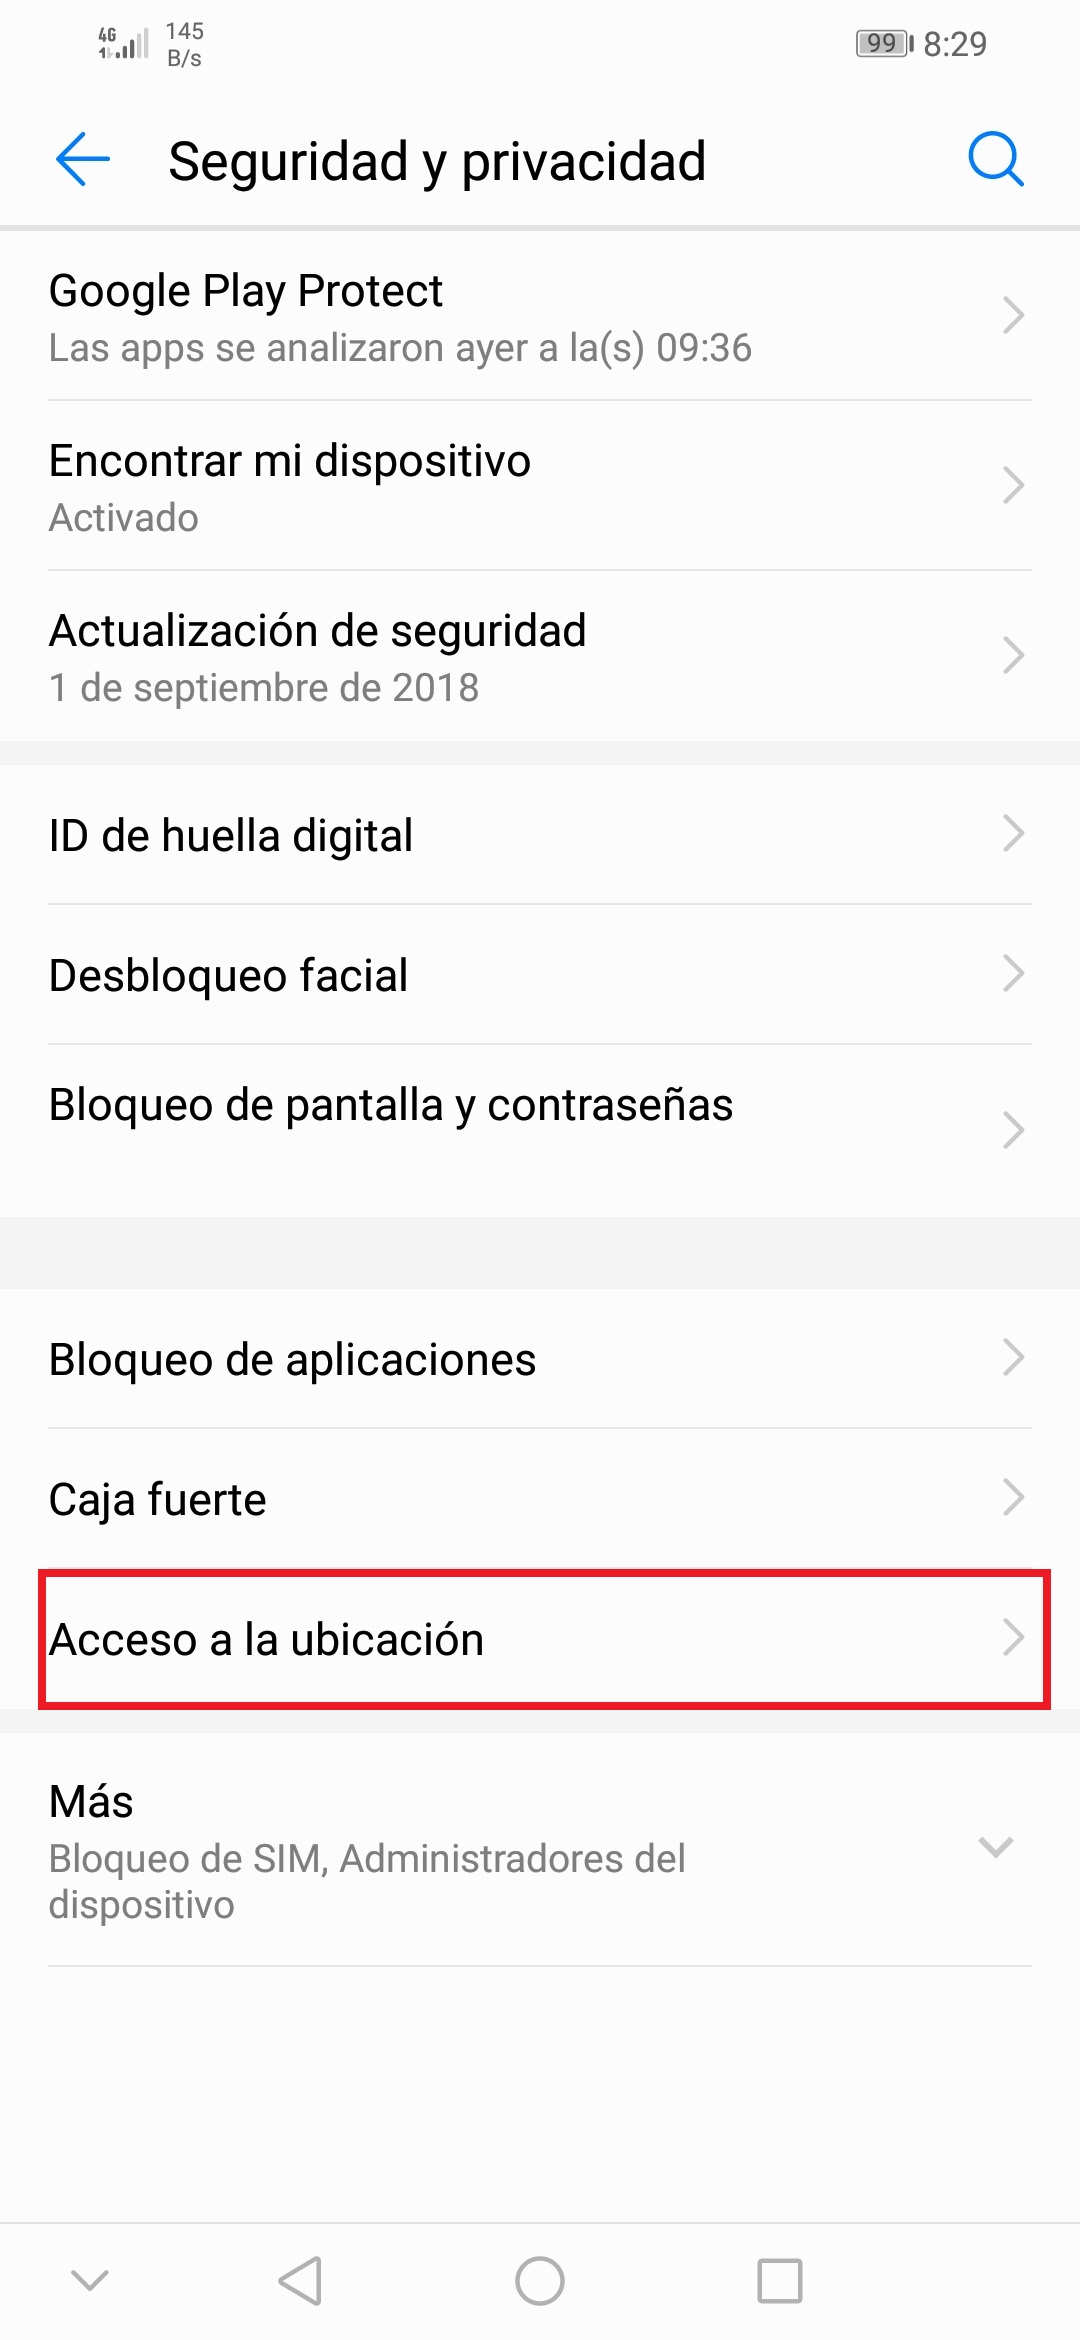 4G
145
B/s
99
8:29
Seguridad y privacidad
Google Play Protect
Las apps se analizaron ayer a la(s) 09:36
Encontrar mi dispositivo
Activado
Actualización de seguridad
1 de septiembre de 2018
ID de huella digital
Desbloqueo facial
Bloqueo de pantalla y contraseñas
Bloqueo de aplicaciones
Caja fuerte
Acceso a la ubicación
Más
Bloqueo de SIM, Administradores del
dispositivo